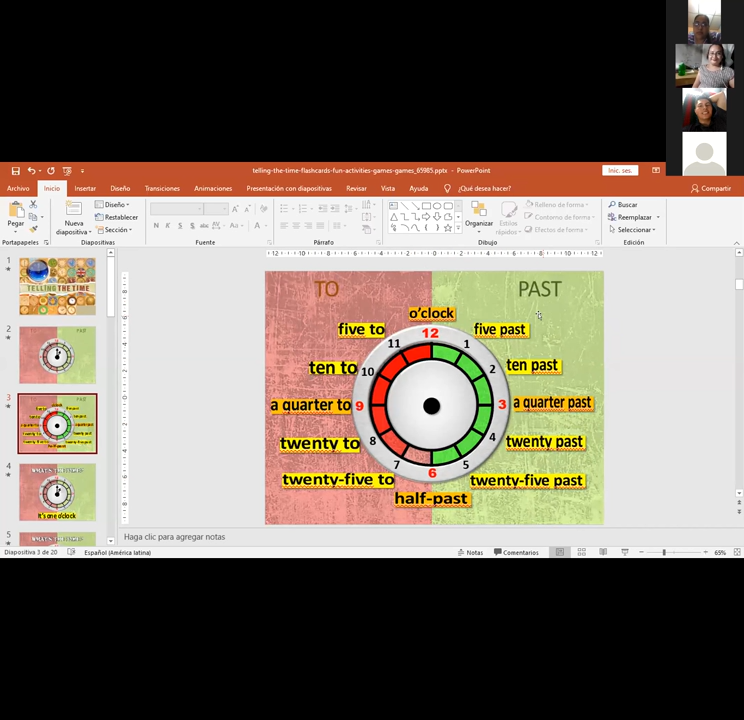 telling-the-time-flashcards-fun-activities-games-games_65985.pptx - PowerPoint
Inic. ses.
Archivo Inicio Insertar Diseño Transiciones Animaciones Presentación con diapositivas Revisar Vista Ayuda ¿Qué desea hacer? Compartir
Pegar
Nueva diapositiva
Diseño
Restablecer
Sección
N K S S
Organizar
Estilos rápidos
Relleno de forma
Contorno de forma
Efectos de forma
Buscar
Reemplazar
Seleccionar
Portapapeles Diapositivas Fuente Párrafo Dibujo Edición
1
TELLING THE TIME
2
3
4
It's one o'clock
5
TO PAST
o'clock
five to
five past
ten to
ten past
a quarter to
a quarter past
twenty to
twenty past
twenty-five to
twenty-five past
half-past
12
1
2
3
4
5
6
7
8
9
10
11
Haga clic para agregar notas
Diapositiva 3 de 20 Español (América latina) Notas Comentarios 65%